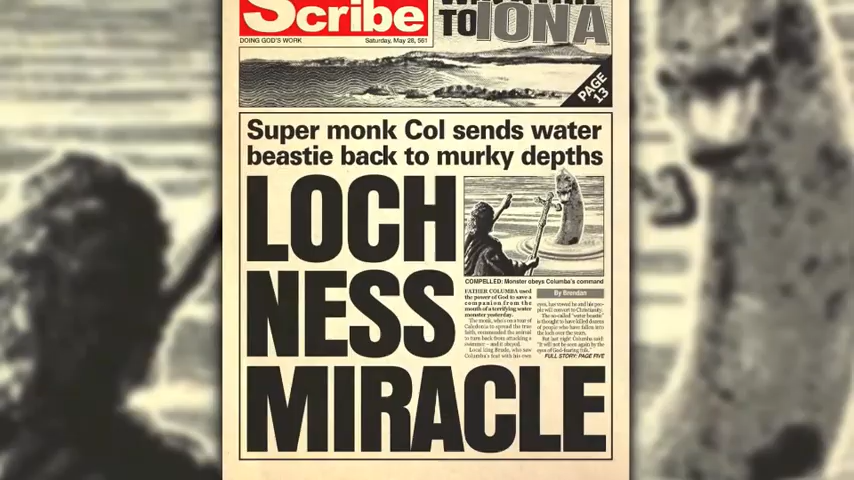 Scribe
TO IONA
DOING GOD'S WORK
Saturday, May 28, 561
PAGE
13
Super monk Col sends water
beastie back to murky depths
LOCH
NESS
MIRACLE
COMPELLED: Monster obeys Columba's command
FATHER COLUMBA used
the power of God to save a
companion from the
mouth of a terrifying water
monster yesterday.
The monk, who's on a tour of
Caledonia to spread the true
faith, commanded the animal
to turn back from attacking a
swimmer – and it obeyed.
Local king Brude, who saw
Columba's feat with his own
By Brendan
eyes, has vowed he and his peo-
ple will convert to Christianity.
The so-called "water beastie"
is thought to have killed dozens
of people who have fallen into
the loch over the years.
But last night Columba said:
"It will not be seen again by the
eyes of God-fearing folk."
FULL STORY: PAGE FIVE